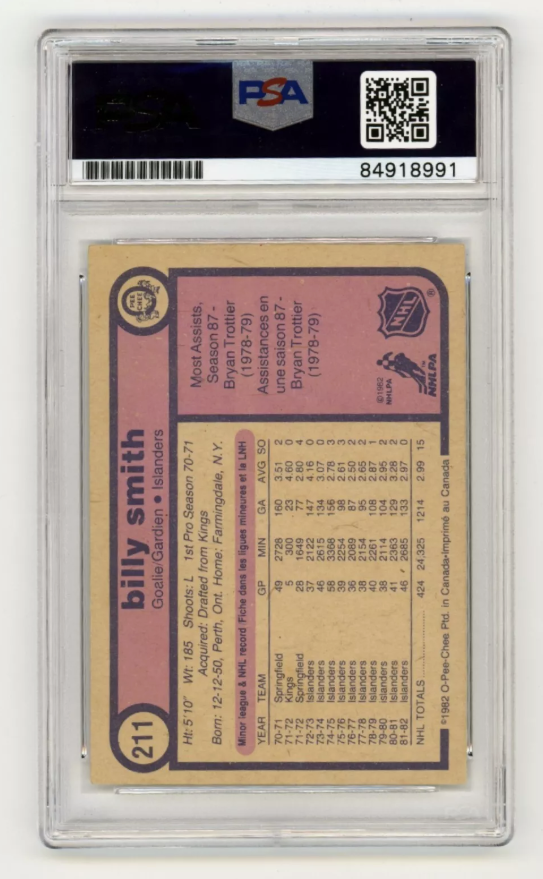 PSA
84918991
211
billy smith
Goalie/Gardien • Islanders
O
PEE
CHEE
Ht: 5'10" Wt: 185 Shoots: L 1st Pro Season 70-71
Acquired: Drafted from Kings
Born: 12-12-50, Perth, Ont. Home: Farmingdale, N.Y.
Minor league & NHL record/Fiche dans les ligues mineures et la LNH
YEAR TEAM GP MIN GA AVG SO
70-71 Springfield 49 2728 160 3.51 2
71-72 Kings 5 300 23 4.60 0
71-72 Springfield 28 1649 77 2.80 4
72-73 Islanders 37 2122 147 4.16 0
73-74 Islanders 46 2615 134 3.07 0
74-75 Islanders 58 3368 156 2.78 3
75-76 Islanders 39 2254 98 2.61 3
76-77 Islanders 36 2089 87 2.50 2
77-78 Islanders 38 2154 95 2.65 2
78-79 Islanders 40 2261 108 2.87 1
79-80 Islanders 38 2114 104 2.95 2
80-81 Islanders 41 2363 129 3.28 2
81-82 Islanders 46 2685 133 2.97 0
NHL TOTALS 424 24,325 1214 2.99 15
©1982 O-Pee-Chee Ptd. in Canada-Imprimé au Canada
Most Assists,
Season 87 -
Bryan Trottier
(1978-79)
Assistances en
une saison 87 -
Bryan Trottier
(1978-79)
©1982
NHLPA
NHLPA
NHL
®